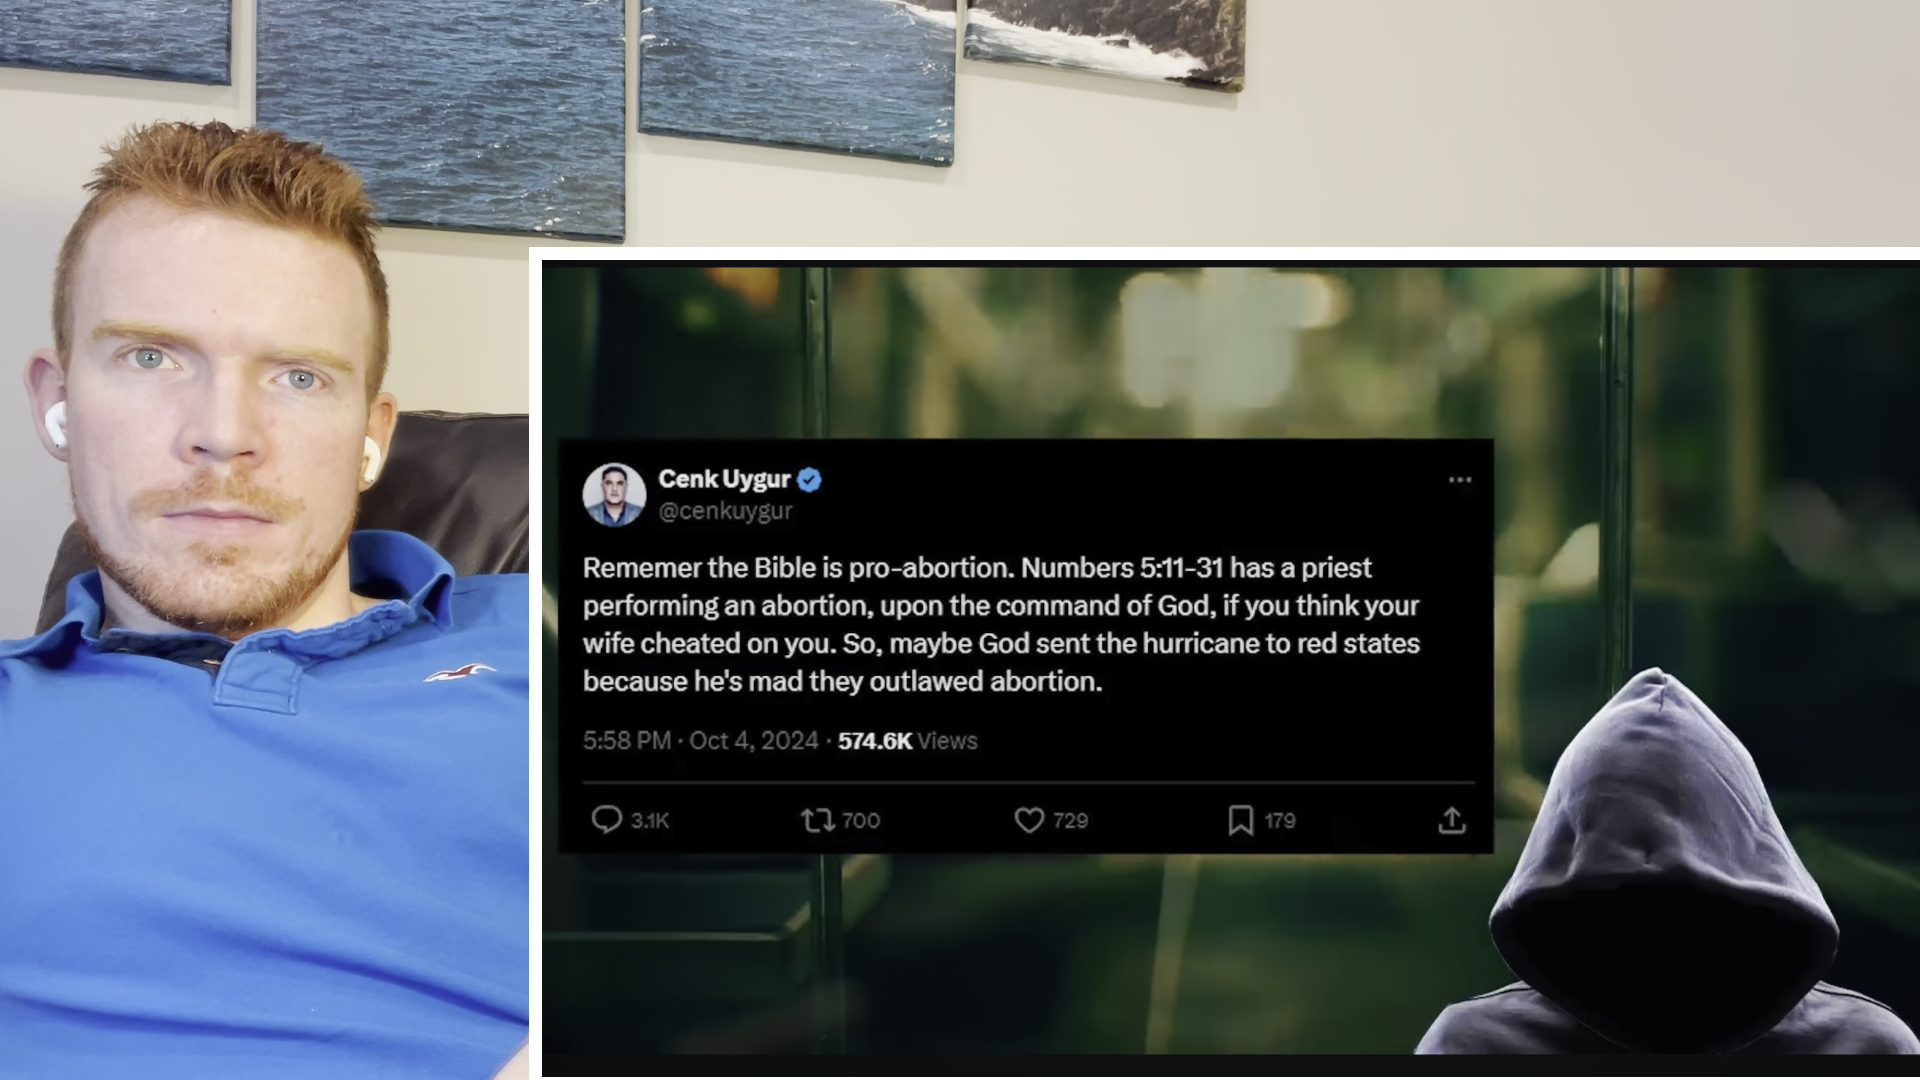 Cenk Uygur
@cenkuygur
Rememer the Bible is pro-abortion. Numbers 5:11-31 has a priest
performing an abortion, upon the command of God, if you think your
wife cheated on you. So, maybe God sent the hurricane to red states
because he's mad they outlawed abortion.
5:58 PM · Oct 4, 2024 · 574.6K Views
3.1K 700 729 179